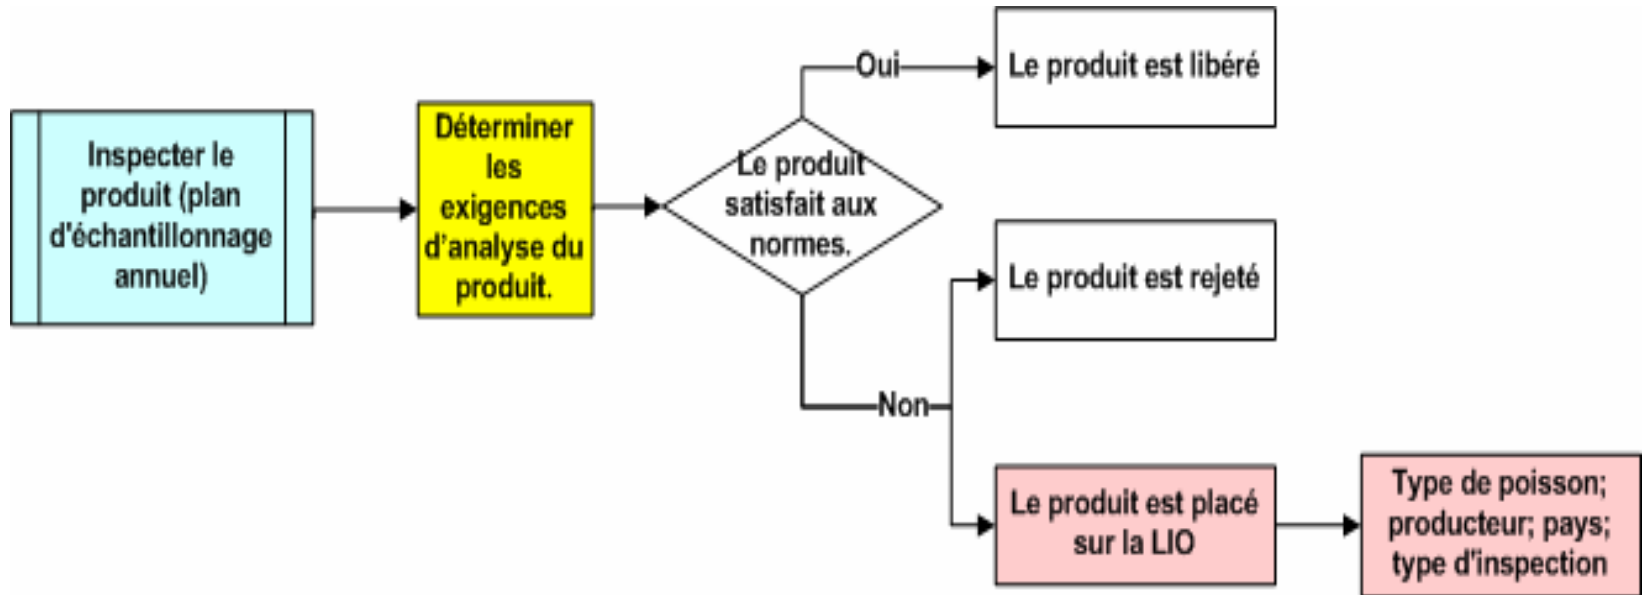 Inspecter le
produit (plan
d'échantillonnage
annuel)
Déterminer
les
exigences
d’analyse du
produit.
Le produit
satisfait aux
normes.
Oui
Le produit est libéré
Non
Le produit est rejeté
Le produit est placé
sur la LIO
Type de poisson;
producteur; pays;
type d'inspection